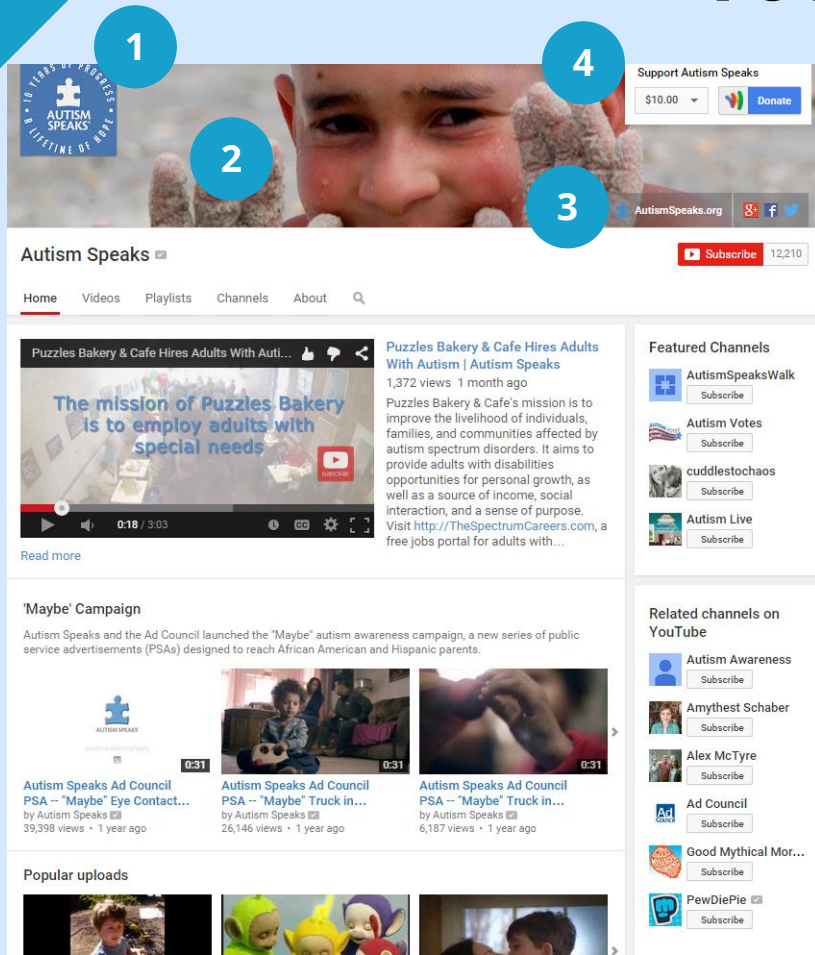 1
4
Support Autism Speaks
$10.00
Donate
10 YEARS OF PROGRESS
AUTISM
SPEAKS
A LIFETIME OF HOPE
2
3
AutismSpeaks.org
Autism Speaks
Subscribe 12,210
Home Videos Playlists Channels About
Puzzles Bakery & Cafe Hires Adults With Auti...
The mission of Puzzles Bakery
is to employ adults with
special needs
SUBSCRIBE
0:18 / 3:03
CC
Puzzles Bakery & Cafe Hires Adults
With Autism | Autism Speaks
1,372 views 1 month ago
Puzzles Bakery & Cafe's mission is to
improve the livelihood of individuals,
families, and communities affected by
autism spectrum disorders. It aims to
provide adults with disabilities
opportunities for personal growth, as
well as a source of income, social
interaction, and a sense of purpose.
Visit http://TheSpectrumCareers.com, a
free jobs portal for adults with...
Read more
'Maybe' Campaign
Autism Speaks and the Ad Council launched the "Maybe" autism awareness campaign, a new series of public
service advertisements (PSAs) designed to reach African American and Hispanic parents.
AUTISM SPEAKS
0:31
0:31
0:31
Autism Speaks Ad Council
PSA -- "Maybe" Eye Contact...
by Autism Speaks
39,398 views • 1 year ago
Autism Speaks Ad Council
PSA -- "Maybe" Truck in...
by Autism Speaks
26,146 views • 1 year ago
Autism Speaks Ad Council
PSA -- "Maybe" Truck in...
by Autism Speaks
6,187 views • 1 year ago
Popular uploads
Featured Channels
AutismSpeaksWalk
Subscribe
Autism Votes
Subscribe
cuddlestochaos
Subscribe
Autism Live
Subscribe
Related channels on
YouTube
Autism Awareness
Subscribe
Amythest Schaber
Subscribe
Alex McTyre
Subscribe
Ad Council
Subscribe
Good Mythical Mor...
Subscribe
PewDiePie
Subscribe